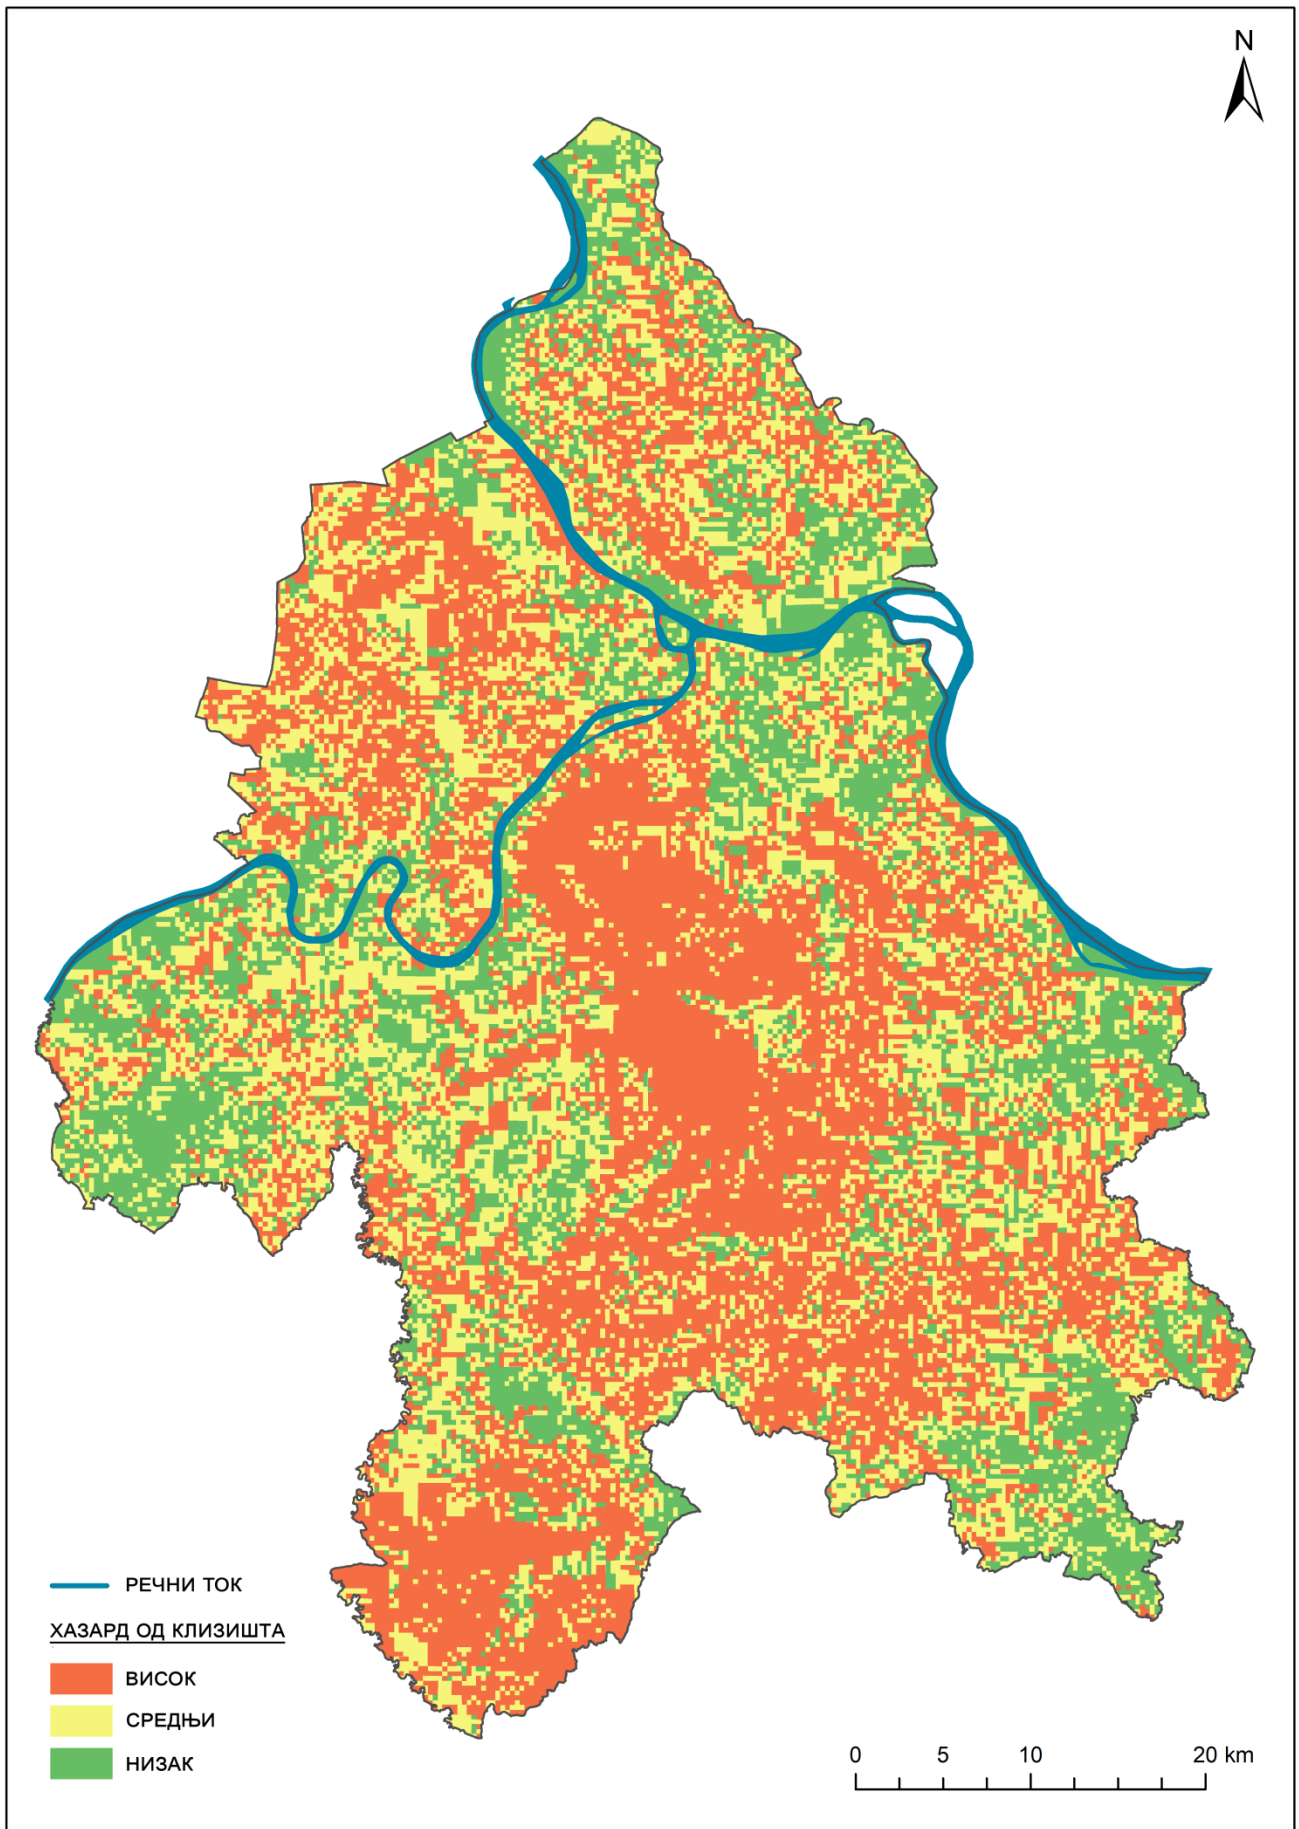 N
РЕЧНИ ТОК
ХАЗАРД ОД КЛИЗИШТА
ВИСОК
СРЕДЊИ
НИЗАК
0 5 10 20 km